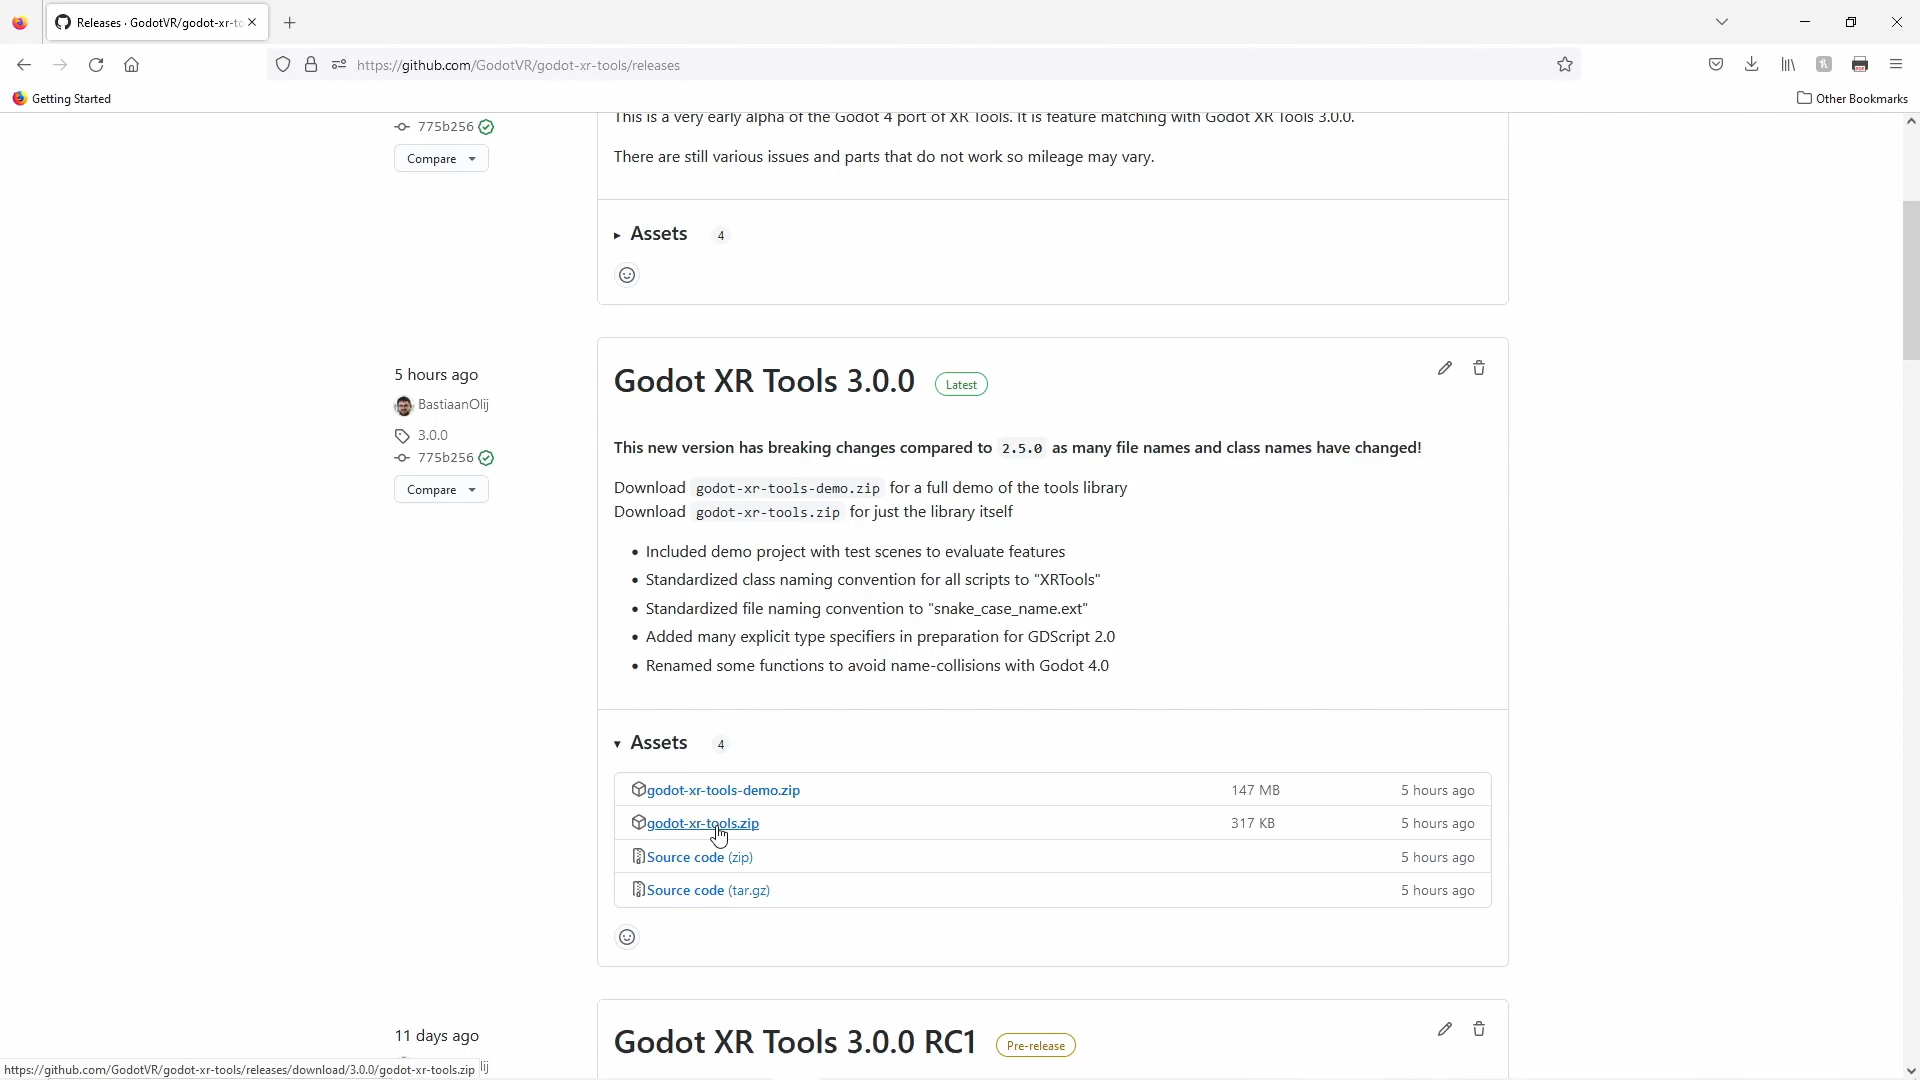 Releases · GodotVR/godot-xr-to
https://github.com/GodotVR/godot-xr-tools/releases
Getting Started
Other Bookmarks
775b256
Compare
This is a very early alpha of the Godot 4 port of XR Tools. It is feature matching with Godot XR Tools 3.0.0.
There are still various issues and parts that do not work so mileage may vary.
Assets 4
5 hours ago
BastiaanOlij
3.0.0
775b256
Compare
Godot XR Tools 3.0.0 Latest
This new version has breaking changes compared to 2.5.0 as many file names and class names have changed!
Download godot-xr-tools-demo.zip for a full demo of the tools library
Download godot-xr-tools.zip for just the library itself
• Included demo project with test scenes to evaluate features
• Standardized class naming convention for all scripts to "XRTools"
• Standardized file naming convention to "snake_case_name.ext"
• Added many explicit type specifiers in preparation for GDScript 2.0
• Renamed some functions to avoid name-collisions with Godot 4.0
Assets 4
godot-xr-tools-demo.zip 147 MB 5 hours ago
godot-xr-tools.zip 317 KB 5 hours ago
Source code (zip) 5 hours ago
Source code (tar.gz) 5 hours ago
11 days ago
Godot XR Tools 3.0.0 RC1 Pre-release
https://github.com/GodotVR/godot-xr-tools/releases/download/3.0.0/godot-xr-tools.zip